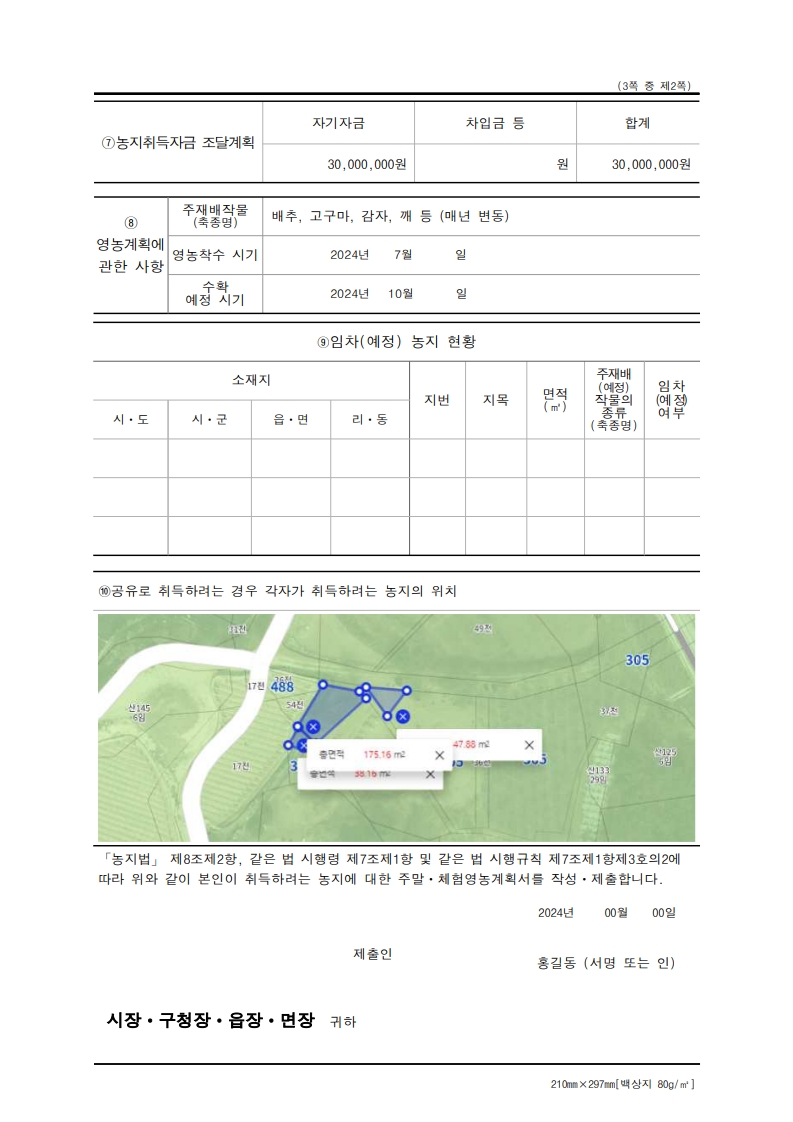 (3쪽 중 제2쪽)
⑦농지취득자금 조달계획
자기자금
차입금 등
합계
30,000,000원
원
30,000,000원
⑧
영농계획에
관한 사항
주재배작물
(축종명)
배추, 고구마, 감자, 깨 등 (매년 변동)
영농착수 시기
2024년 7월 일
수확
예정 시기
2024년 10월 일
⑨임차(예정) 농지 현황
소재지
지번
지목
면적
(㎡)
주재배
(예정)
작물의
종류
(축종명)
임차
(예정)
여부
시・도
시・군
읍・면
리・동
⑩공유로 취득하려는 경우 각자가 취득하려는 농지의 위치
49전
305
17전
488
54전
산145
6임
37전
47.88 m2
총면적 175.16 m2
총면적 38.16 m2
17전
산133
29임
산125
6임
「농지법」 제8조제2항, 같은 법 시행령 제7조제1항 및 같은 법 시행규칙 제7조제1항제3호의2에
따라 위와 같이 본인이 취득하려는 농지에 대한 주말・체험영농계획서를 작성・제출합니다.
2024년 00월 00일
제출인
홍길동 (서명 또는 인)
시장・구청장・읍장・면장 귀하
210㎜×297㎜[백상지 80g/㎡]